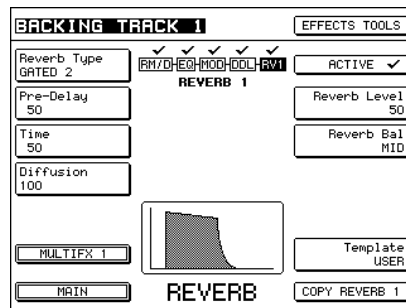 BACKING TRACK 1
EFFECTS TOOLS
Reverb Type
GATED 2
RM/D EQ MOD DDL RV1
REVERB 1
ACTIVE ✓
Pre-Delay
50
Reverb Level
50
Time
50
Reverb Bal
MID
Diffusion
100
MULTIFX 1
Template
USER
MAIN
REVERB
COPY REVERB 1